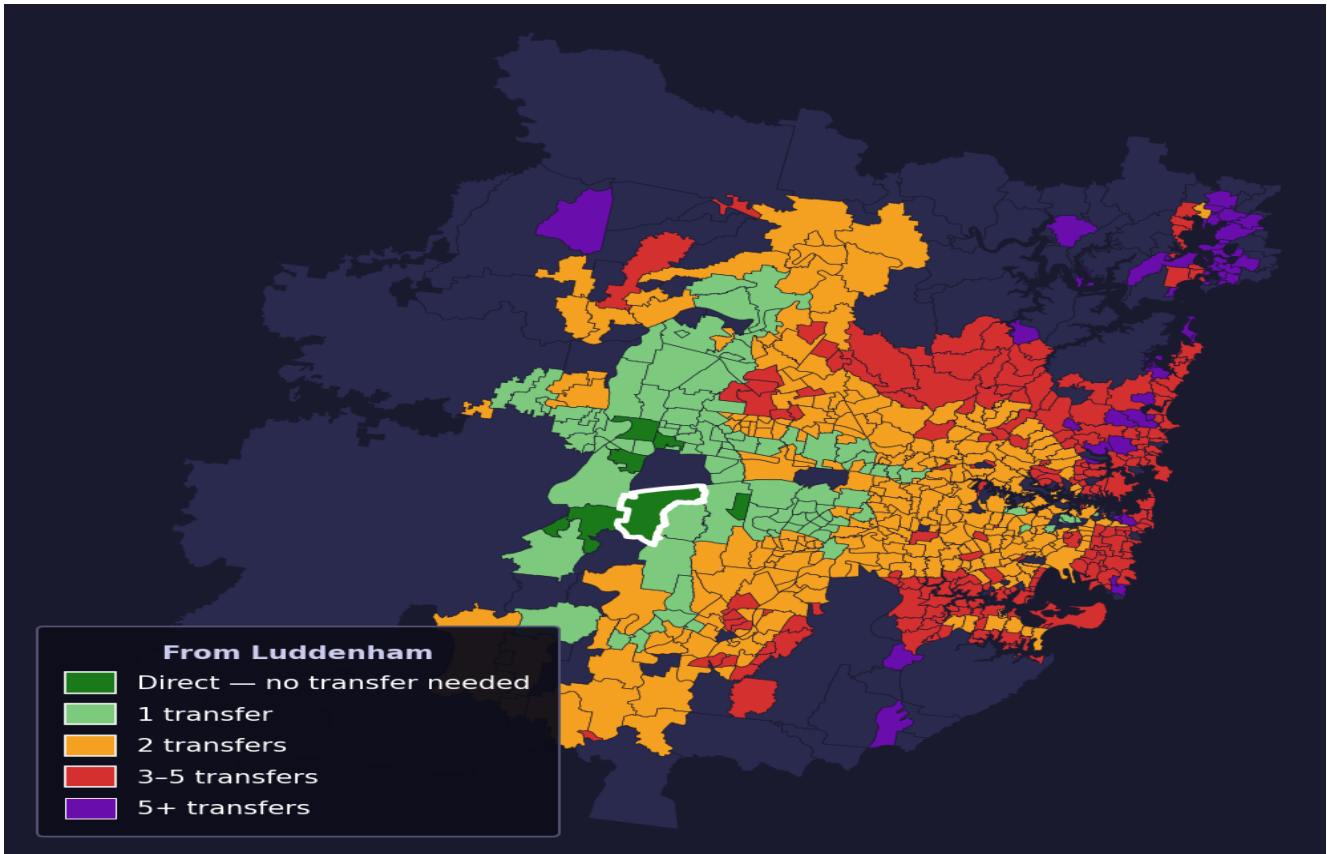 From Luddenham
Direct — no transfer needed
1 transfer
2 transfers
3–5 transfers
5+ transfers